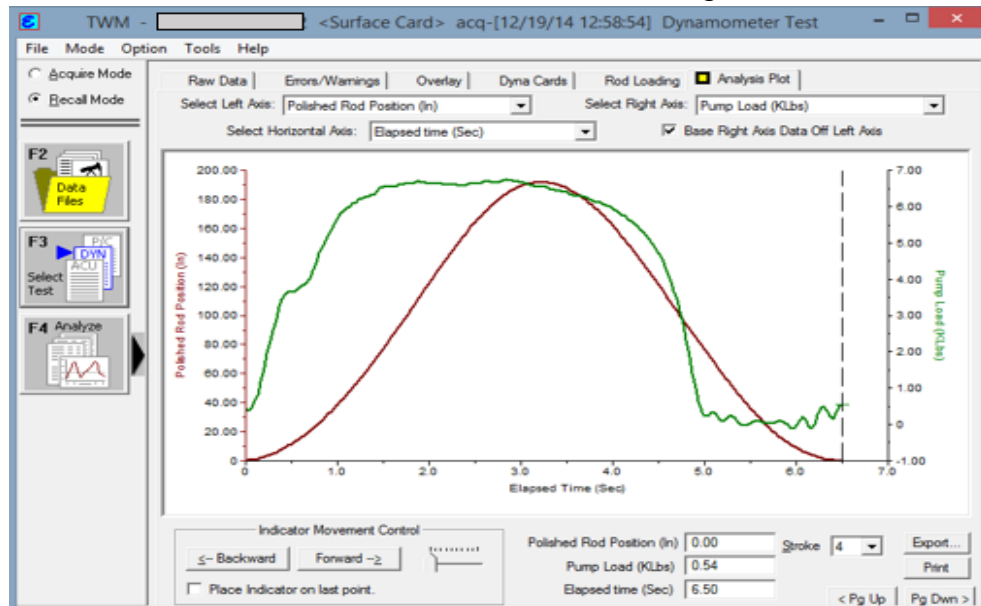 TWM - <Surface Card> acq-[12/19/14 12:58:54] Dynamometer Test
File Mode Option Tools Help
Acquire Mode
Recall Mode
F2
Data
Files
F3
P/C
DYN
ACU
Select
Test
F4 Analyze
Raw Data Errors/Warnings Overlay Dyna Cards Rod Loading Analysis Plot
Select Left Axis: Polished Rod Position (In) Select Right Axis: Pump Load (KLbs)
Select Horizontal Axis: Elapsed time (Sec) Base Right Axis Data Off Left Axis
Polished Rod Position (In)
200.00
180.00
160.00
140.00
120.00
100.00
80.00
60.00
40.00
20.00
0
7.00
6.00
5.00
4.00
3.00
2.00
1.00
0
-1.00
Pump Load (KLbs)
0 1.0 2.0 3.0 4.0 5.0 6.0 7.0
Elapsed Time (Sec)
Indicator Movement Control
<-- Backward Forward -->
Place Indicator on last point.
Polished Rod Position (In) 0.00
Pump Load (KLbs) 0.54
Elapsed time (Sec) 6.50
Stroke 4
Export...
Print
< Pg Up Pg Dwn >